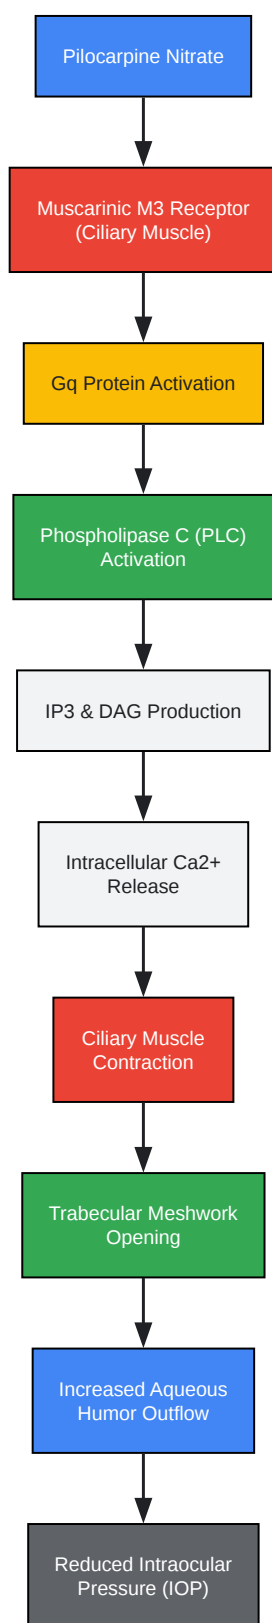 Pilocarpine Nitrate
Muscarinic M3 Receptor
(Ciliary Muscle)
Gq Protein Activation
Phospholipase C (PLC)
Activation
IP3 & DAG Production
Intracellular Ca2+
Release
Ciliary Muscle
Contraction
Trabecular Meshwork
Opening
Increased Aqueous
Humor Outflow
Reduced Intraocular
Pressure (IOP)